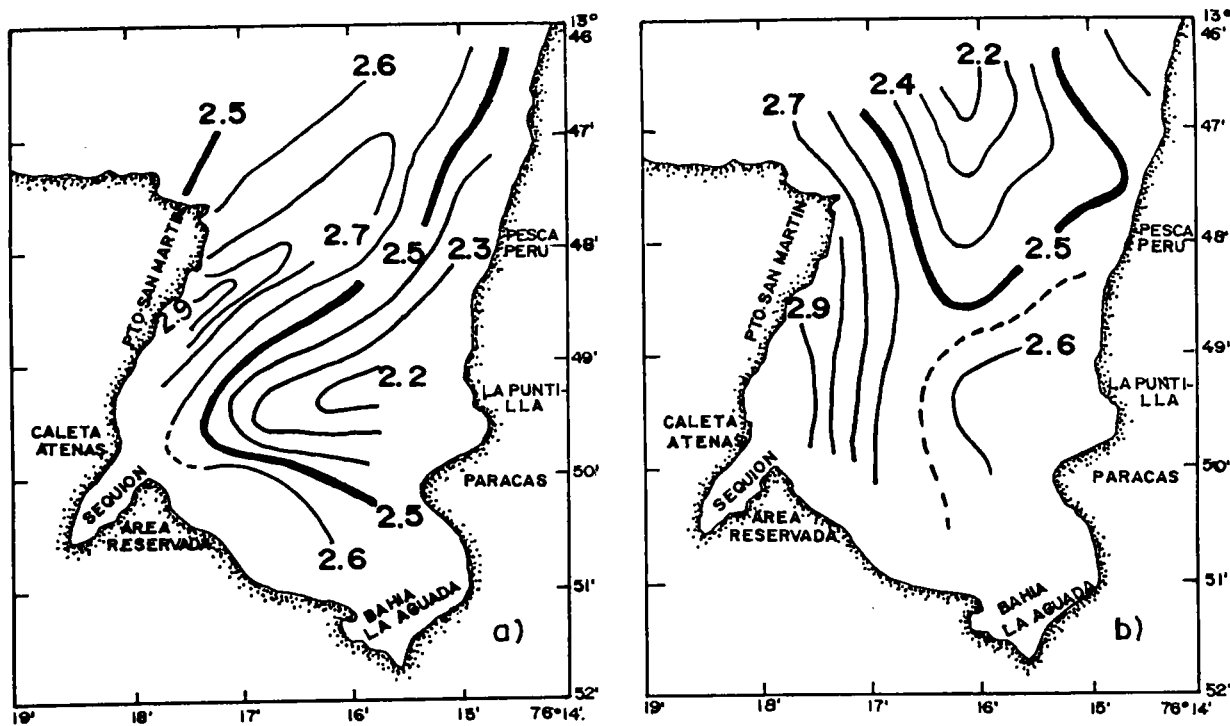 2.6
2.5
2.7
2.5
2.3
2.9
2.2
2.5
2.6
PTO SAN MARTIN
PESCA
PERU
LA PUNTI-
LLA
CALETA
ATENAS
SEQUION
AREA
RESERVADA
PARACAS
BAHIA
LA AGUADA
a)
13°
46'
47'
48'
49'
50'
51'
52'
19'
18'
17'
16'
15'
76°14'.
2.2
2.4
2.7
2.5
2.9
2.6
PTO SAN MARTIN
PESCA
PERU
LA PUNTI-
LLA
CALETA
ATENAS
SEQUION
AREA
RESERVADA
PARACAS
BAHIA
LA AGUADA
b)
13°
46'
47'
48'
49'
50'
51'
52'
19'
18'
17'
16'
15'
76°14'